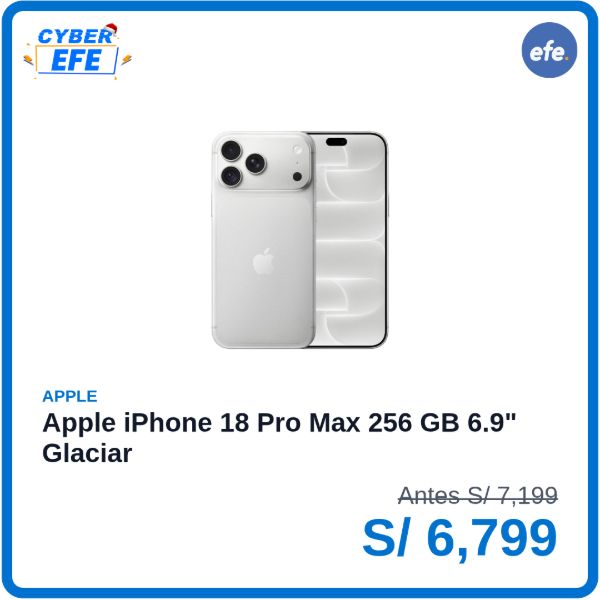 CYBER
EFE
efe.
APPLE
Apple iPhone 18 Pro Max 256 GB 6.9"
Glaciar
Antes S/ 7,199
S/ 6,799